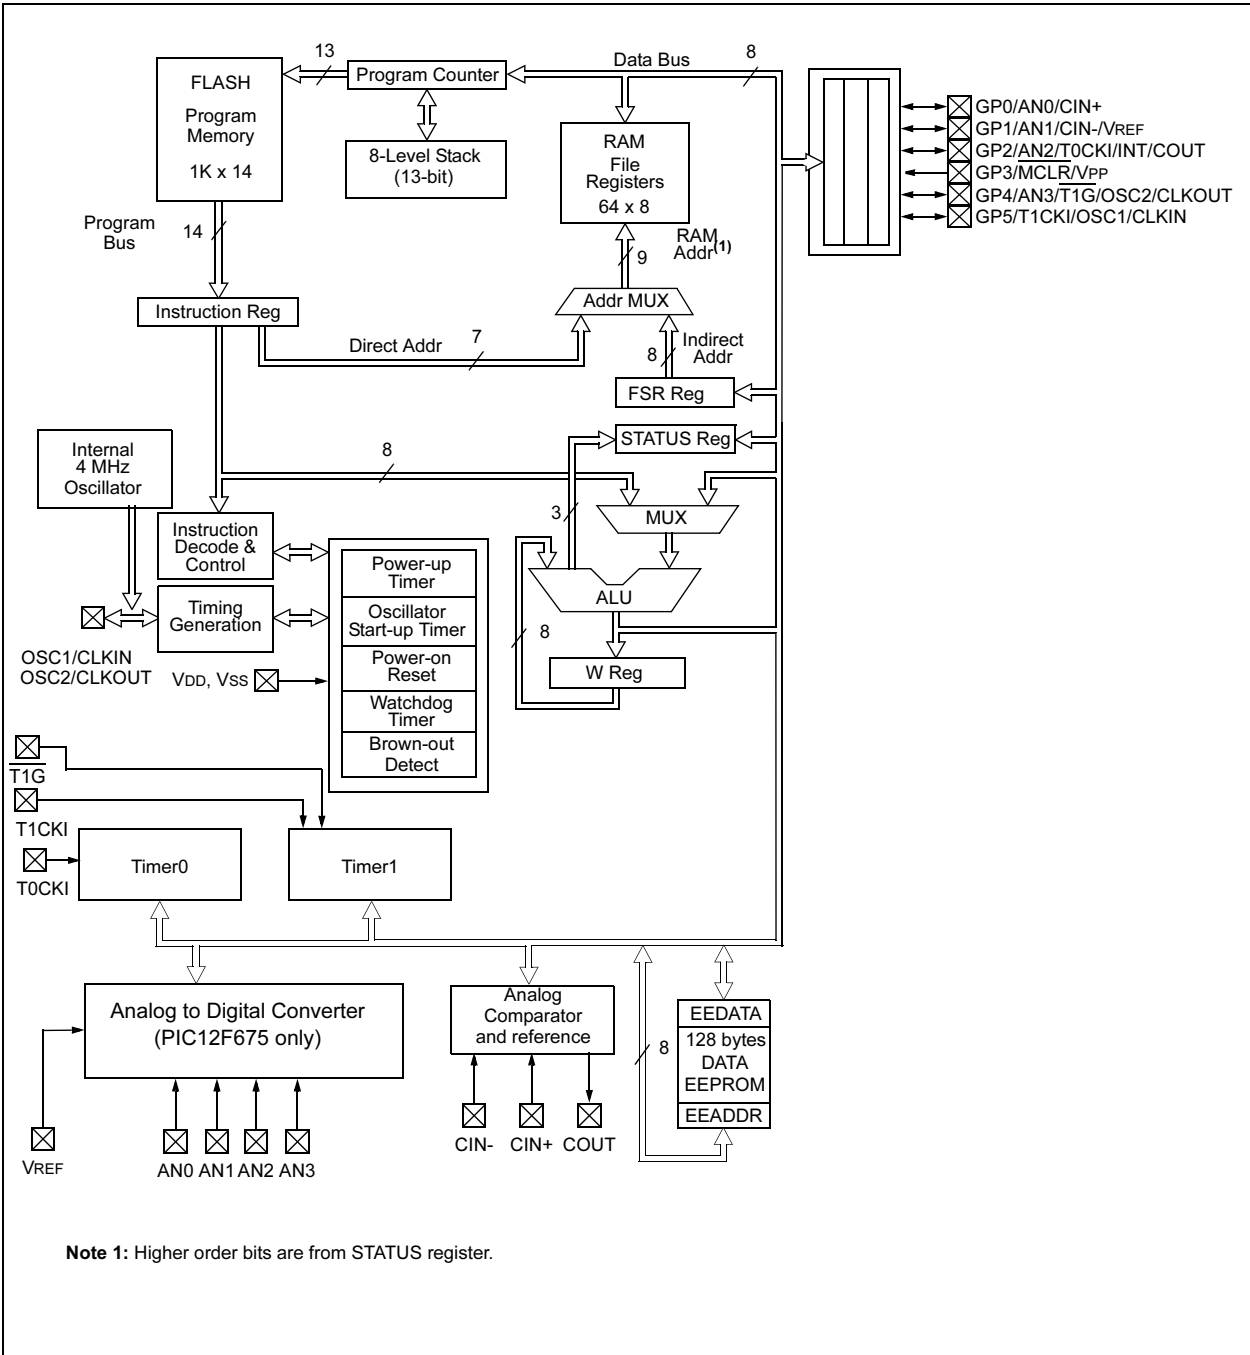 13
Data Bus
8
FLASH
Program
Memory
1K x 14
Program Counter
8-Level Stack
(13-bit)
RAM
File
Registers
64 x 8
GP0/AN0/CIN+
GP1/AN1/CIN-/VREF
GP2/AN2/T0CKI/INT/COUT
GP3/MCLR/VPP
GP4/AN3/T1G/OSC2/CLKOUT
GP5/T1CKI/OSC1/CLKIN
Program
Bus
14
RAM
Addr(1)
9
Instruction Reg
Addr MUX
Direct Addr
7
Indirect
Addr
8
FSR Reg
STATUS Reg
Internal
4 MHz
Oscillator
8
3
MUX
Instruction
Decode &
Control
Timing
Generation
Power-up
Timer
Oscillator
Start-up Timer
Power-on
Reset
Watchdog
Timer
Brown-out
Detect
ALU
8
W Reg
OSC1/CLKIN
OSC2/CLKOUT
VDD, VSS
T1G
T1CKI
T0CKI
Timer0
Timer1
Analog to Digital Converter
(PIC12F675 only)
Analog
Comparator
and reference
8
EEDATA
128 bytes
DATA
EEPROM
EEADDR
VREF
AN0 AN1 AN2 AN3
CIN- CIN+ COUT
Note 1: Higher order bits are from STATUS register.